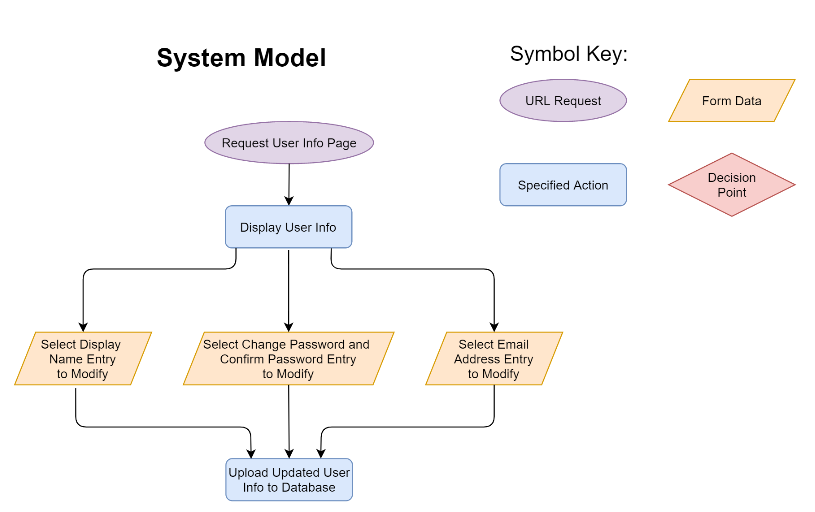 System Model
Symbol Key:
URL Request
Form Data
Request User Info Page
Specified Action
Decision
Point
Display User Info
Select Display
Name Entry
to Modify
Select Change Password and
Confirm Password Entry
to Modify
Select Email
Address Entry
to Modify
Upload Updated User
Info to Database